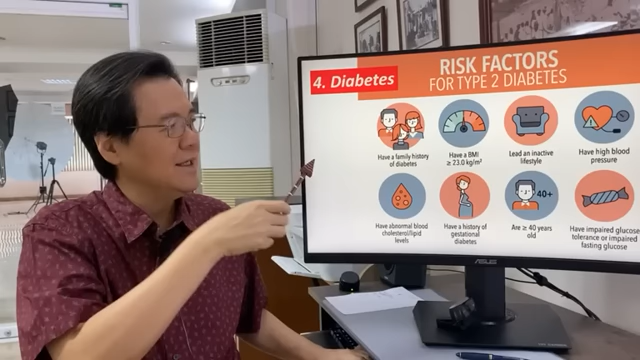 4. Diabetes
RISK FACTORS
FOR TYPE 2 DIABETES
Have a family history
of diabetes
Have a BMI
≥ 23.0 kg/m²
Lead an inactive
lifestyle
Have high blood
pressure
40+
Have abnormal blood
cholesterol/lipid
levels
Have a history of
gestational
diabetes
Are ≥ 40 years
old
Have impaired glucose
tolerance or impaired
fasting glucose
ASUS